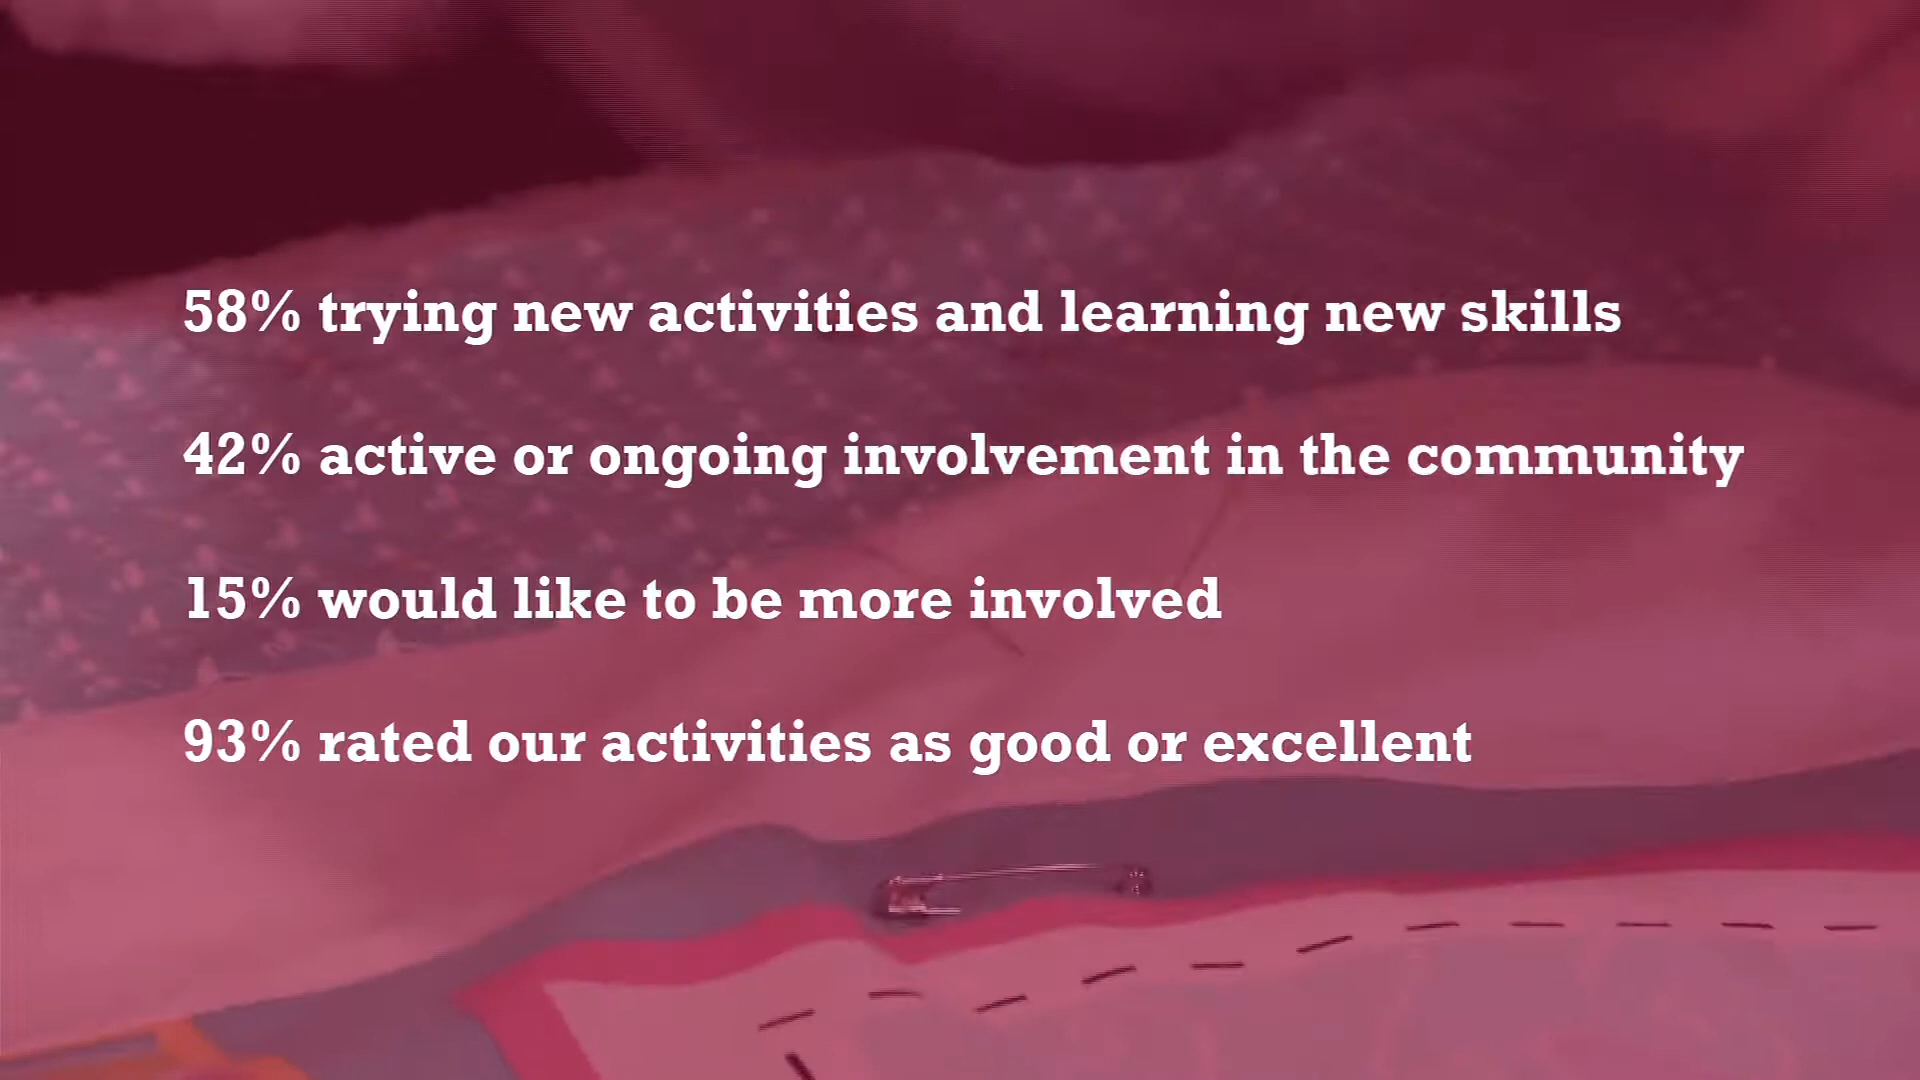 58% trying new activities and learning new skills
42% active or ongoing involvement in the community
15% would like to be more involved
93% rated our activities as good or excellent